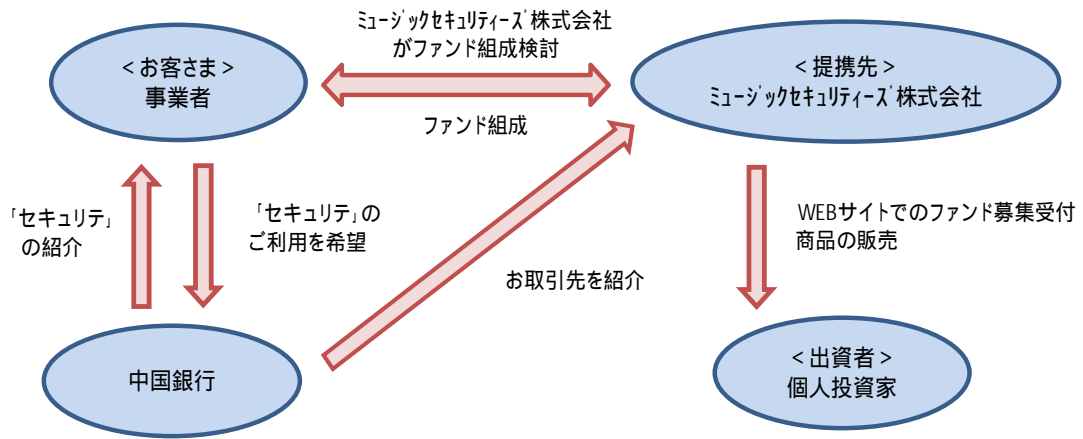 ﾐｭｰｼﾞｯｸｾｷｭﾘﾃｨｰｽﾞ株式会社
がファンド組成検討
<お客さま>
事業者
<提携先>
ﾐｭｰｼﾞｯｸｾｷｭﾘﾃｨｰｽﾞ株式会社
ファンド組成
「セキュリテ」
の紹介
「セキュリテ」の
ご利用を希望
WEBサイトでのファンド募集受付
商品の販売
お取引先を紹介
中国銀行
<出資者>
個人投資家